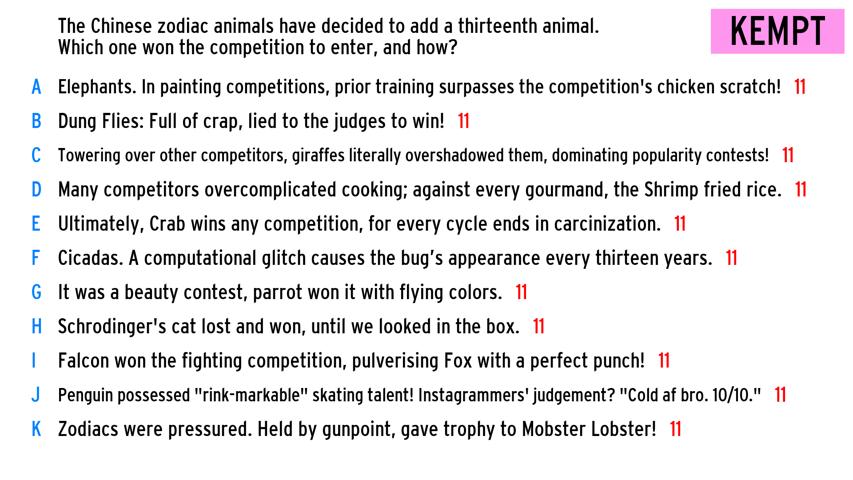 The Chinese zodiac animals have decided to add a thirteenth animal.
Which one won the competition to enter, and how?
KEMPT
A Elephants. In painting competitions, prior training surpasses the competition's chicken scratch! 11
B Dung Flies: Full of crap, lied to the judges to win! 11
C Towering over other competitors, giraffes literally overshadowed them, dominating popularity contests! 11
D Many competitors overcomplicated cooking; against every gourmand, the Shrimp fried rice. 11
E Ultimately, Crab wins any competition, for every cycle ends in carcinization. 11
F Cicadas. A computational glitch causes the bug’s appearance every thirteen years. 11
G It was a beauty contest, parrot won it with flying colors. 11
H Schrodinger's cat lost and won, until we looked in the box. 11
I Falcon won the fighting competition, pulverising Fox with a perfect punch! 11
J Penguin possessed "rink-markable" skating talent! Instagrammers' judgement? "Cold af bro. 10/10." 11
K Zodiacs were pressured. Held by gunpoint, gave trophy to Mobster Lobster! 11